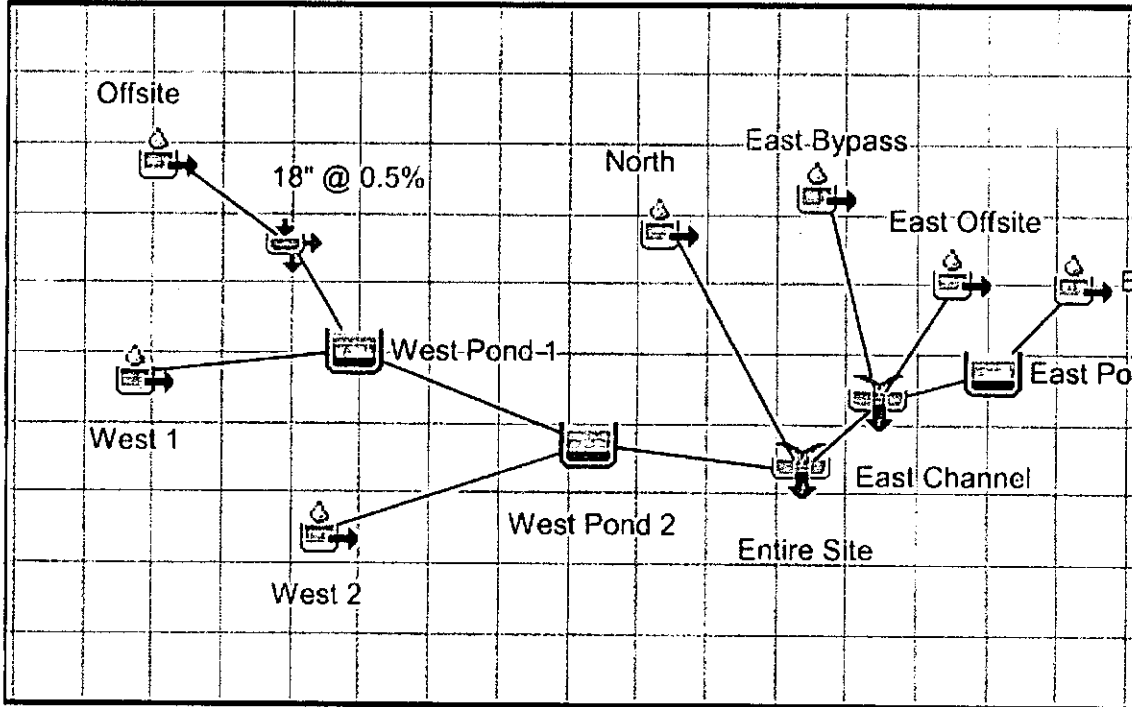 Offsite
18" @ 0.5%
North
East Bypass
East Offsite
West Pond 1
East
West 1
West Pond 2
East Channel
Entire Site
West 2